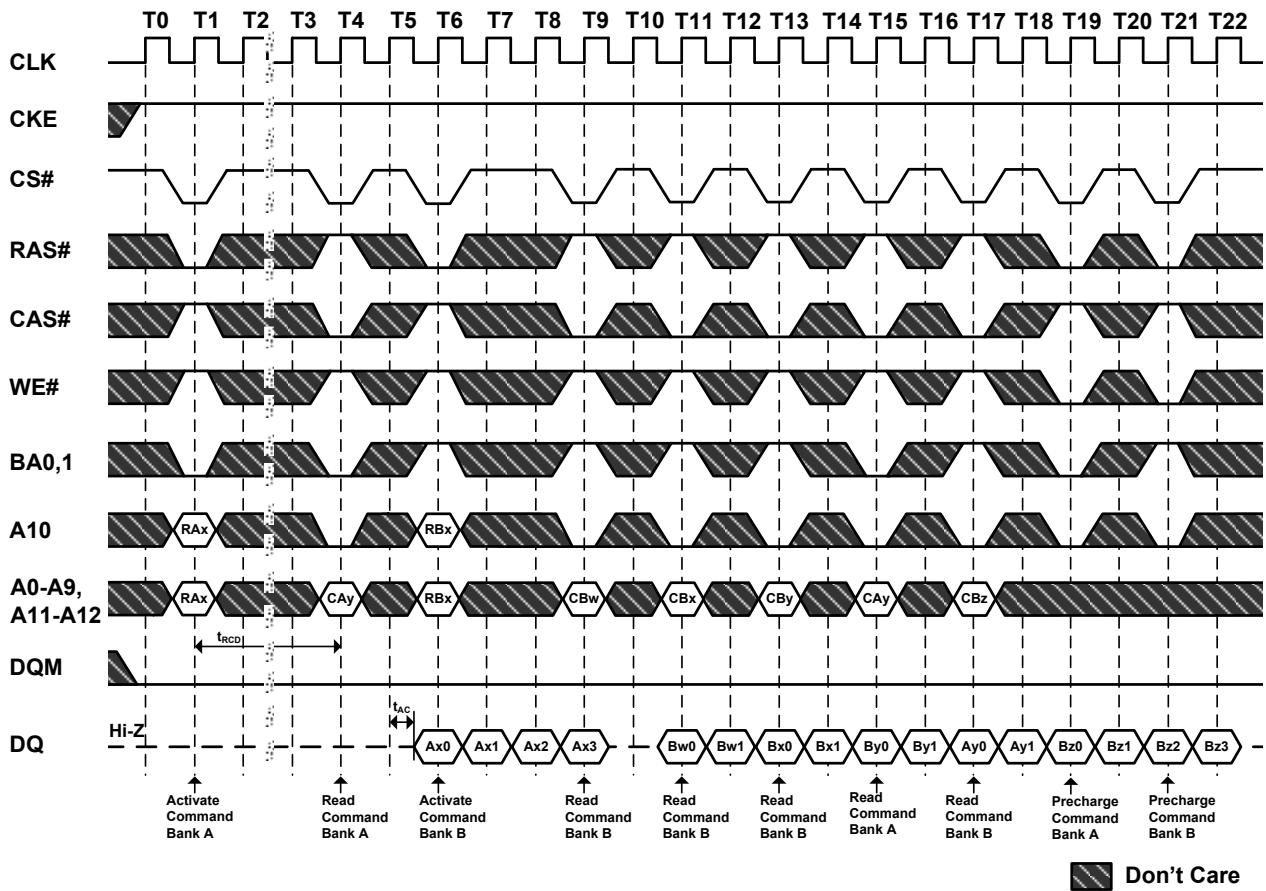 T0 T1 T2 T3 T4 T5 T6 T7 T8 T9 T10 T11 T12 T13 T14 T15 T16 T17 T18 T19 T20 T21 T22
CLK
CKE
CS#
RAS#
CAS#
WE#
BA0,1
A10
RAx RBx
A0-A9,
A11-A12
RAx CAy RBx CBw CBx CBy CAy CBz
tRCD
DQM
tAC
Hi-Z
DQ
Ax0 Ax1 Ax2 Ax3 Bw0 Bw1 Bx0 Bx1 By0 By1 Ay0 Ay1 Bz0 Bz1 Bz2 Bz3
Activate
Command
Bank A
Read
Command
Bank A
Activate
Command
Bank B
Read
Command
Bank B
Read
Command
Bank B
Read
Command
Bank B
Read
Command
Bank A
Read
Command
Bank B
Precharge
Command
Bank A
Precharge
Command
Bank B
Don't Care